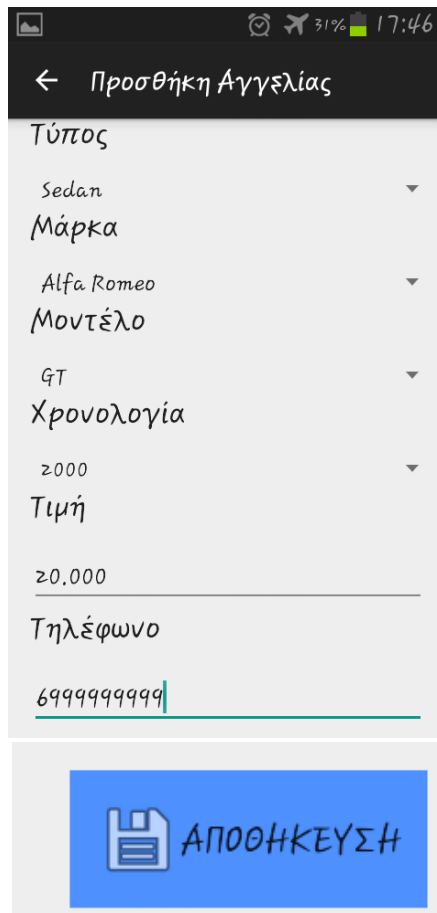 31% 17:46
Προσθήκη Αγγελίας
Τύπος
Sedan
Μάρκα
Alfa Romeo
Μοντέλο
GT
Χρονολογία
2000
Τιμή
20.000
Τηλέφωνο
6999999999
ΑΠΟΘΗΚΕΥΣΗ